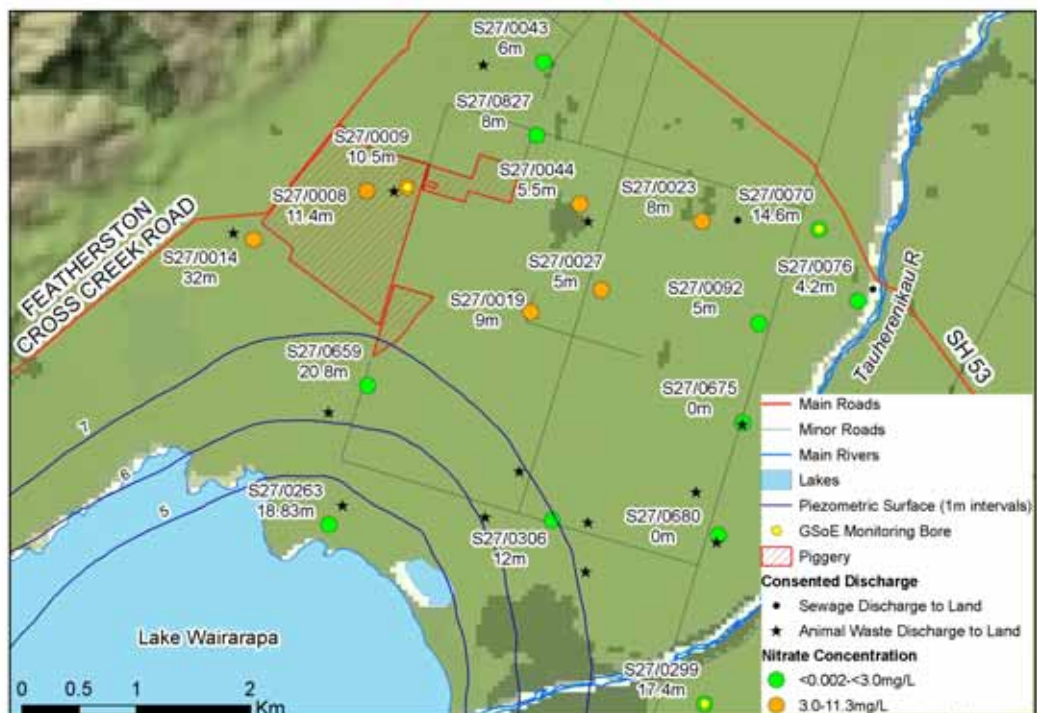 S27/0043
6m
S27/0827
8m
S27/0009
10.5m
S27/0044
5.5m
S27/0008
11.4m
S27/0023
8m
S27/0070
14.6m
S27/0014
32m
FEATHERSTON
CROSS CREEK ROAD
S27/0027
5m
S27/0076
4.2m
S27/0019
9m
S27/0092
5m
Tauherenikau R
SH 53
S27/0659
20.8m
S27/0675
0m
7
6
5
S27/0263
18.83m
S27/0306
12m
S27/0680
0m
Lake Wairarapa
S27/0299
17.4m
0 0.5 1 2
Km
Main Roads
Minor Roads
Main Rivers
Lakes
Piezometric Surface (1m intervals)
GSoE Monitoring Bore
Piggery
Consented Discharge
Sewage Discharge to Land
Animal Waste Discharge to Land
Nitrate Concentration
<0.002-<3.0mg/L
3.0-11.3mg/L